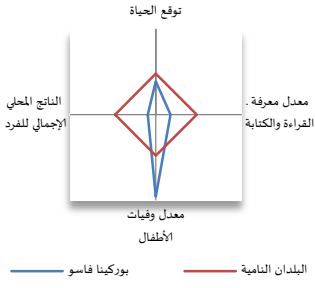 توقع الحياة
معدل معرفة .
القراءة والكتابة
الناتج المحلي
الإجمالي للفرد
معدل وفيات
الأطفال
البلدان النامية
بوركينا فاسو